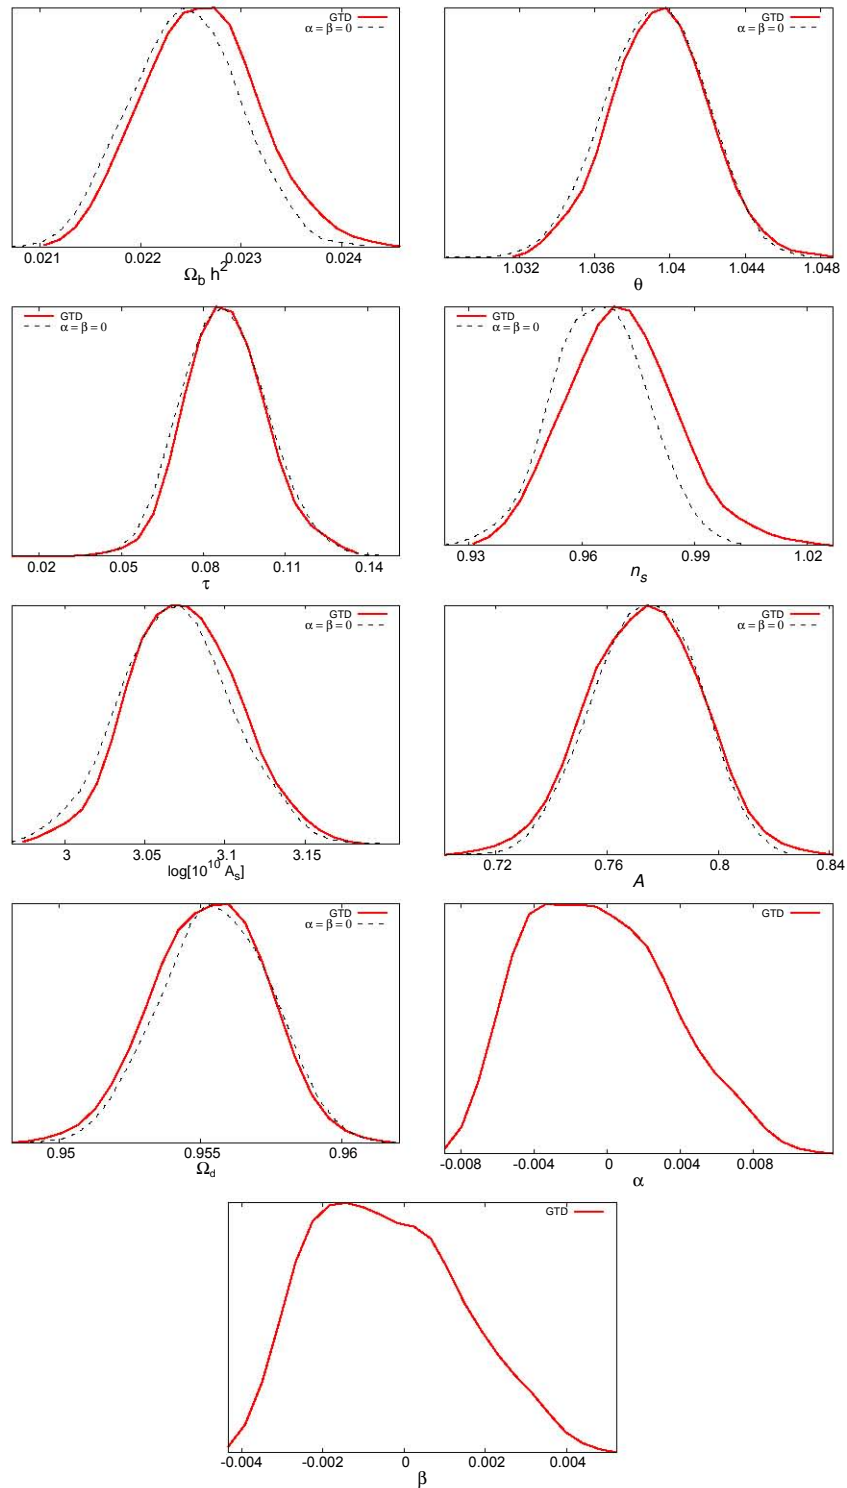 GTD
α = β = 0
0.021 0.022 0.023 0.024
Ω_b h²
GTD
α = β = 0
1.032 1.036 1.04 1.044 1.048
θ
GTD
α = β = 0
0.02 0.05 0.08 0.11 0.14
τ
GTD
α = β = 0
0.93 0.96 0.99 1.02
n_s
GTD
α = β = 0
3 3.05 3.1 3.15
log[10¹⁰ A_s]
GTD
α = β = 0
0.72 0.76 0.8 0.84
A
GTD
α = β = 0
0.95 0.955 0.96
Ω_d
GTD
-0.008 -0.004 0 0.004 0.008
α
GTD
-0.004 -0.002 0 0.002 0.004
β